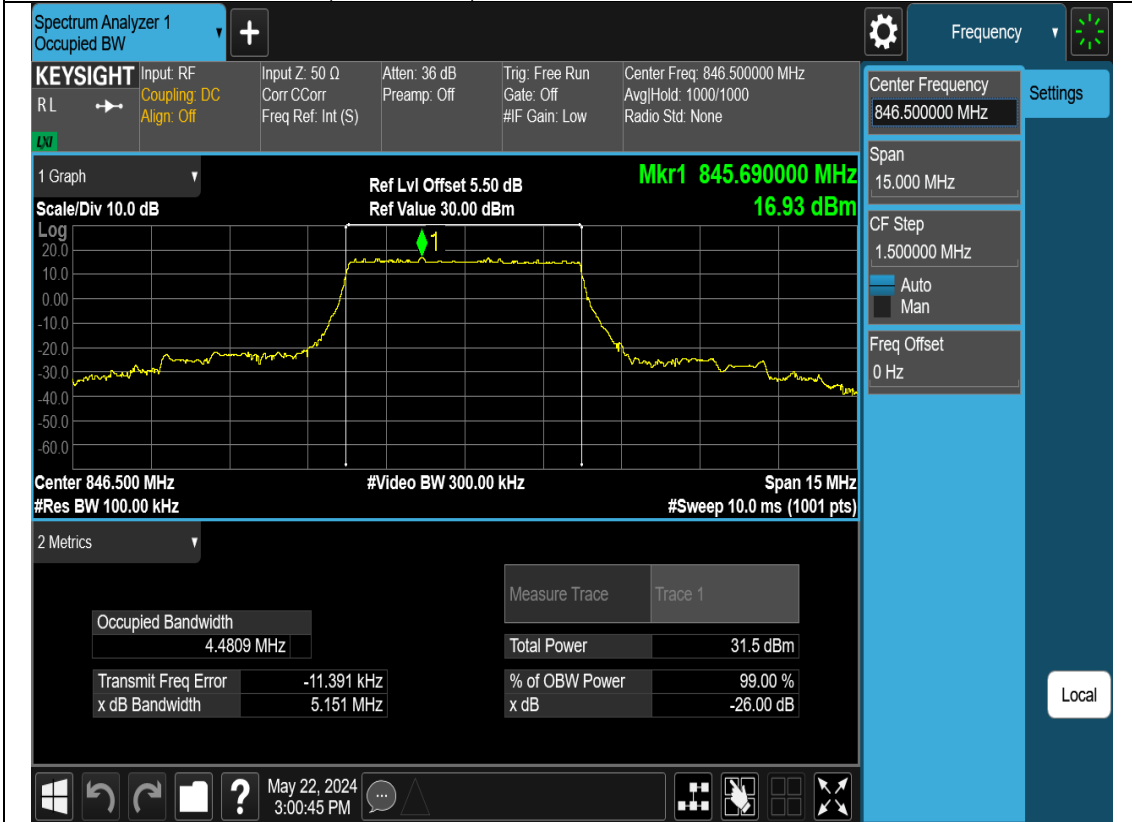 Spectrum Analyzer 1
Occupied BW
+
Frequency
KEYSIGHT
R L
LXI
Input: RF
Coupling: DC
Align: Off
Input Z: 50 Ω
Corr CCorr
Freq Ref: Int (S)
Atten: 36 dB
Preamp: Off
Trig: Free Run
Gate: Off
#IF Gain: Low
Center Freq: 846.500000 MHz
Avg|Hold: 1000/1000
Radio Std: None
Center Frequency
846.500000 MHz
Settings
Span
15.000 MHz
CF Step
1.500000 MHz
Auto
Man
Freq Offset
0 Hz
Local
1 Graph
Scale/Div 10.0 dB
Ref Lvl Offset 5.50 dB
Ref Value 30.00 dBm
Mkr1 845.690000 MHz
16.93 dBm
Log
1
20.0
10.0
0.00
-10.0
-20.0
-30.0
-40.0
-50.0
-60.0
Center 846.500 MHz
#Video BW 300.00 kHz
Span 15 MHz
#Res BW 100.00 kHz
#Sweep 10.0 ms (1001 pts)
2 Metrics
Measure Trace Trace 1
Occupied Bandwidth
4.4809 MHz
Total Power 31.5 dBm
Transmit Freq Error -11.391 kHz
% of OBW Power 99.00 %
x dB Bandwidth 5.151 MHz
x dB -26.00 dB
?
May 22, 2024
3:00:45 PM